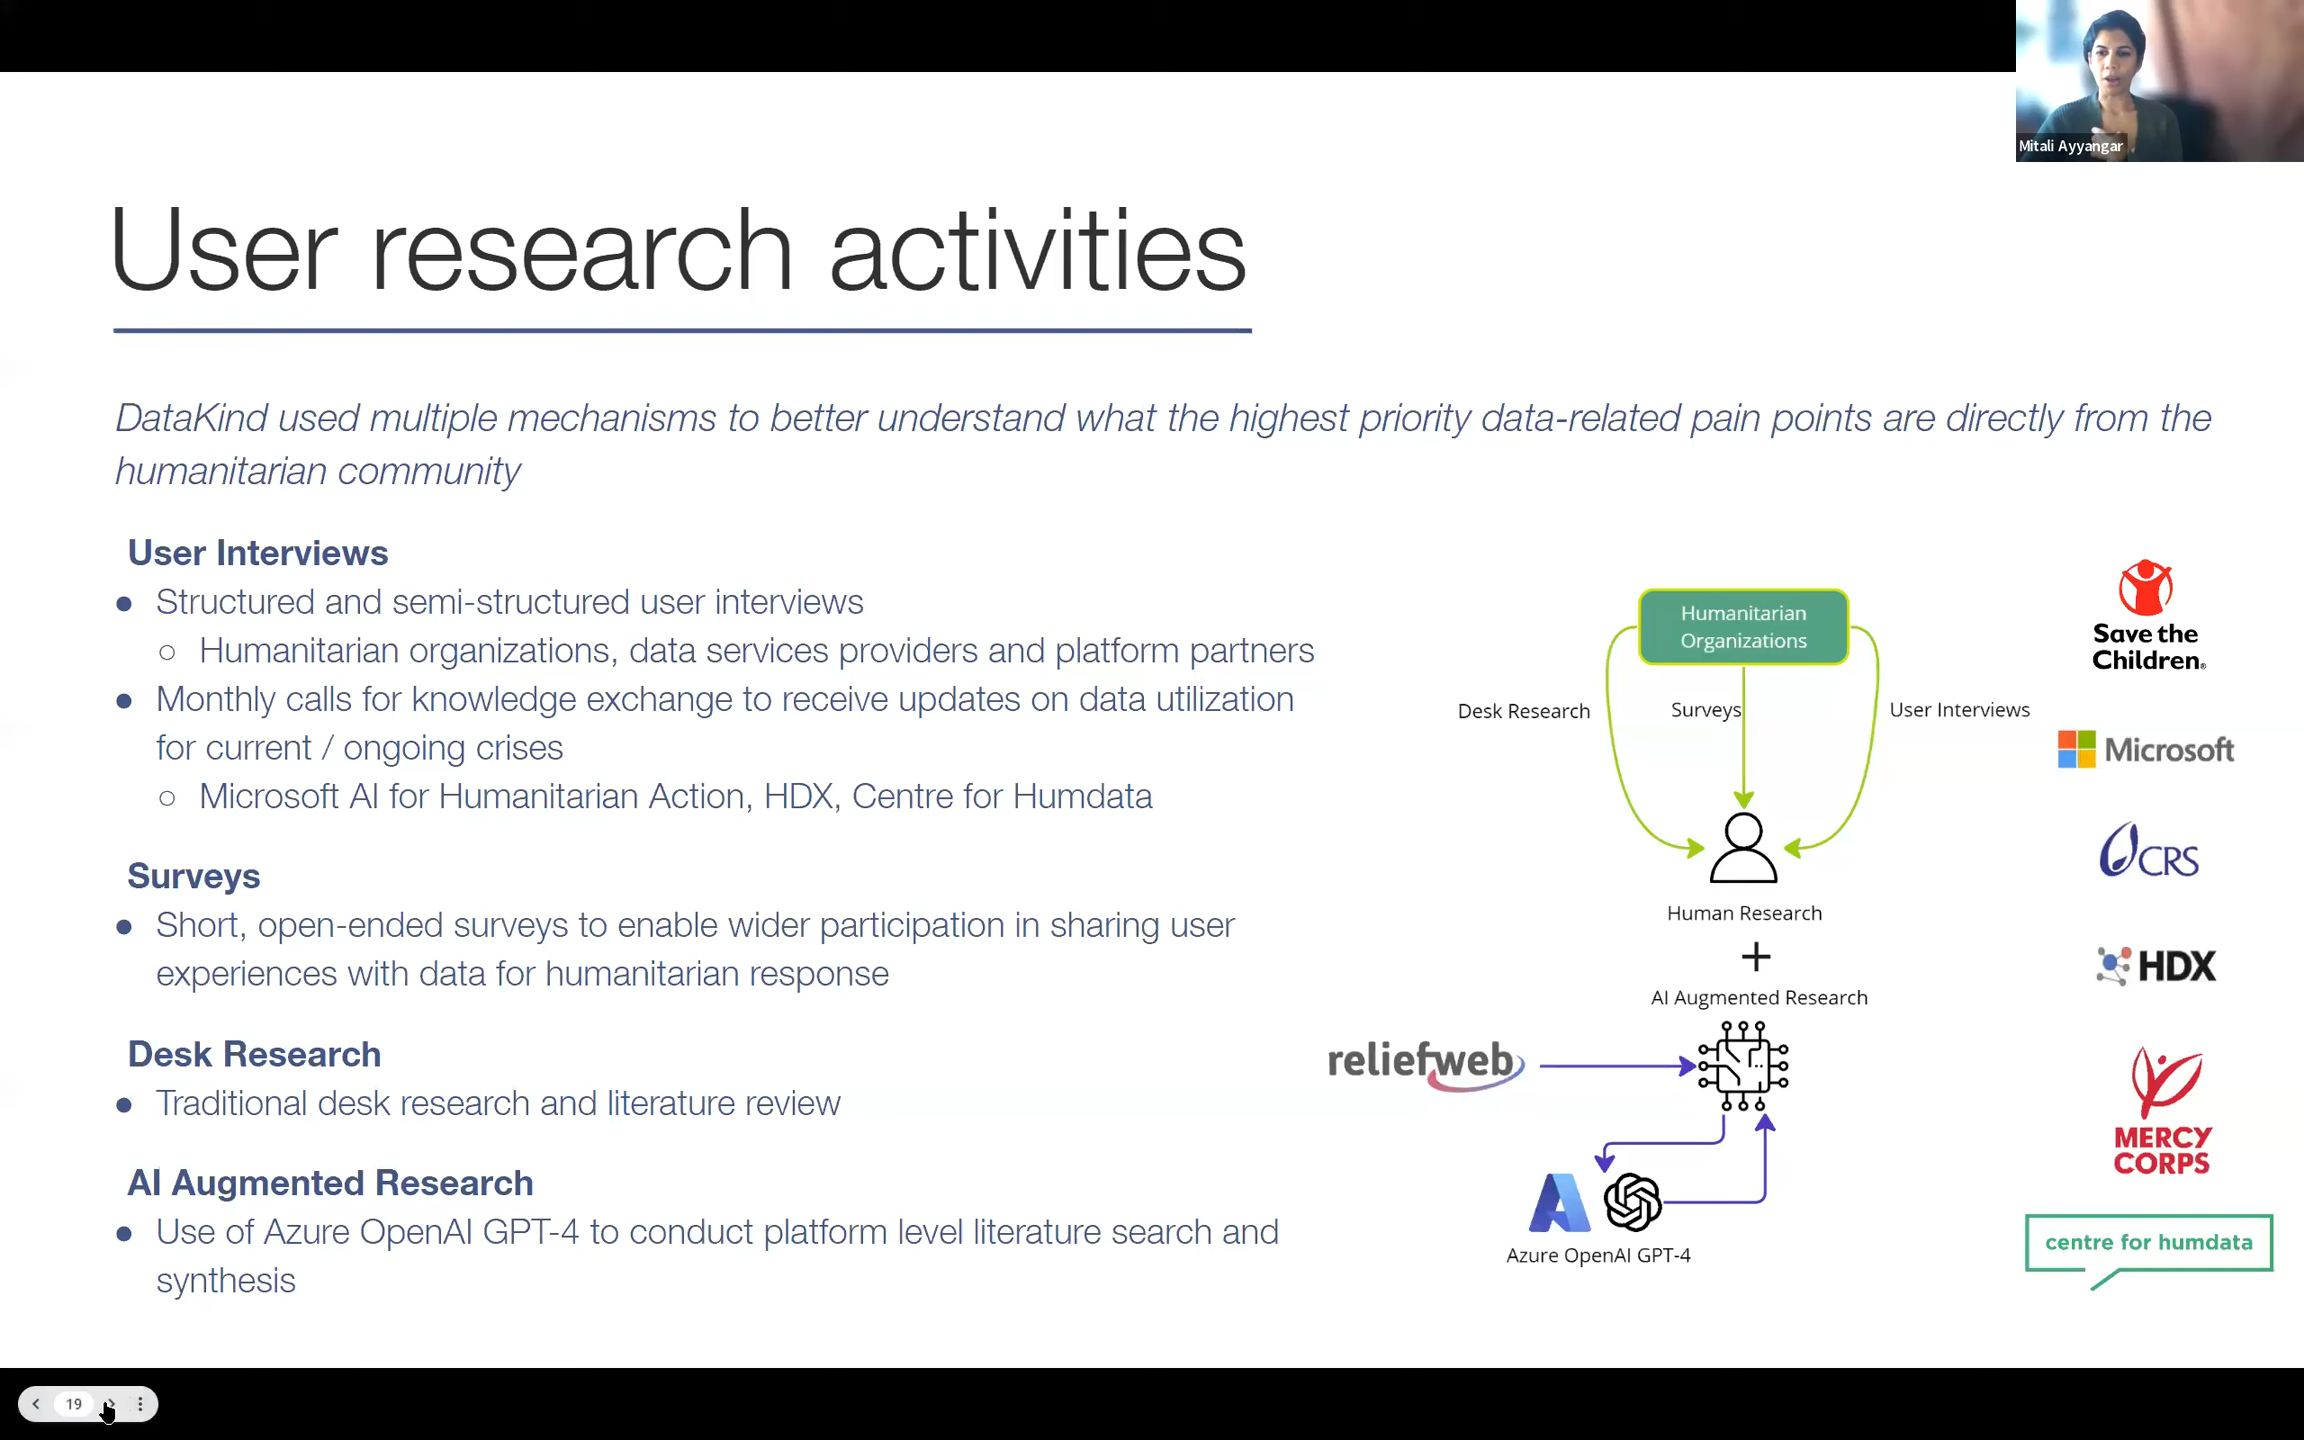 Mitali Ayyangar
User research activities
DataKind used multiple mechanisms to better understand what the highest priority data-related pain points are directly from the
humanitarian community
User Interviews
● Structured and semi-structured user interviews
○ Humanitarian organizations, data services providers and platform partners
● Monthly calls for knowledge exchange to receive updates on data utilization
for current / ongoing crises
○ Microsoft AI for Humanitarian Action, HDX, Centre for Humdata
Surveys
● Short, open-ended surveys to enable wider participation in sharing user
experiences with data for humanitarian response
Desk Research
● Traditional desk research and literature review
AI Augmented Research
● Use of Azure OpenAI GPT-4 to conduct platform level literature search and
synthesis
Humanitarian
Organizations
Desk Research
Surveys
User Interviews
Human Research
+
AI Augmented Research
reliefweb
Azure OpenAI GPT-4
Save the
Children®
Microsoft
CRS
HDX
MERCY
CORPS
centre for humdata
19